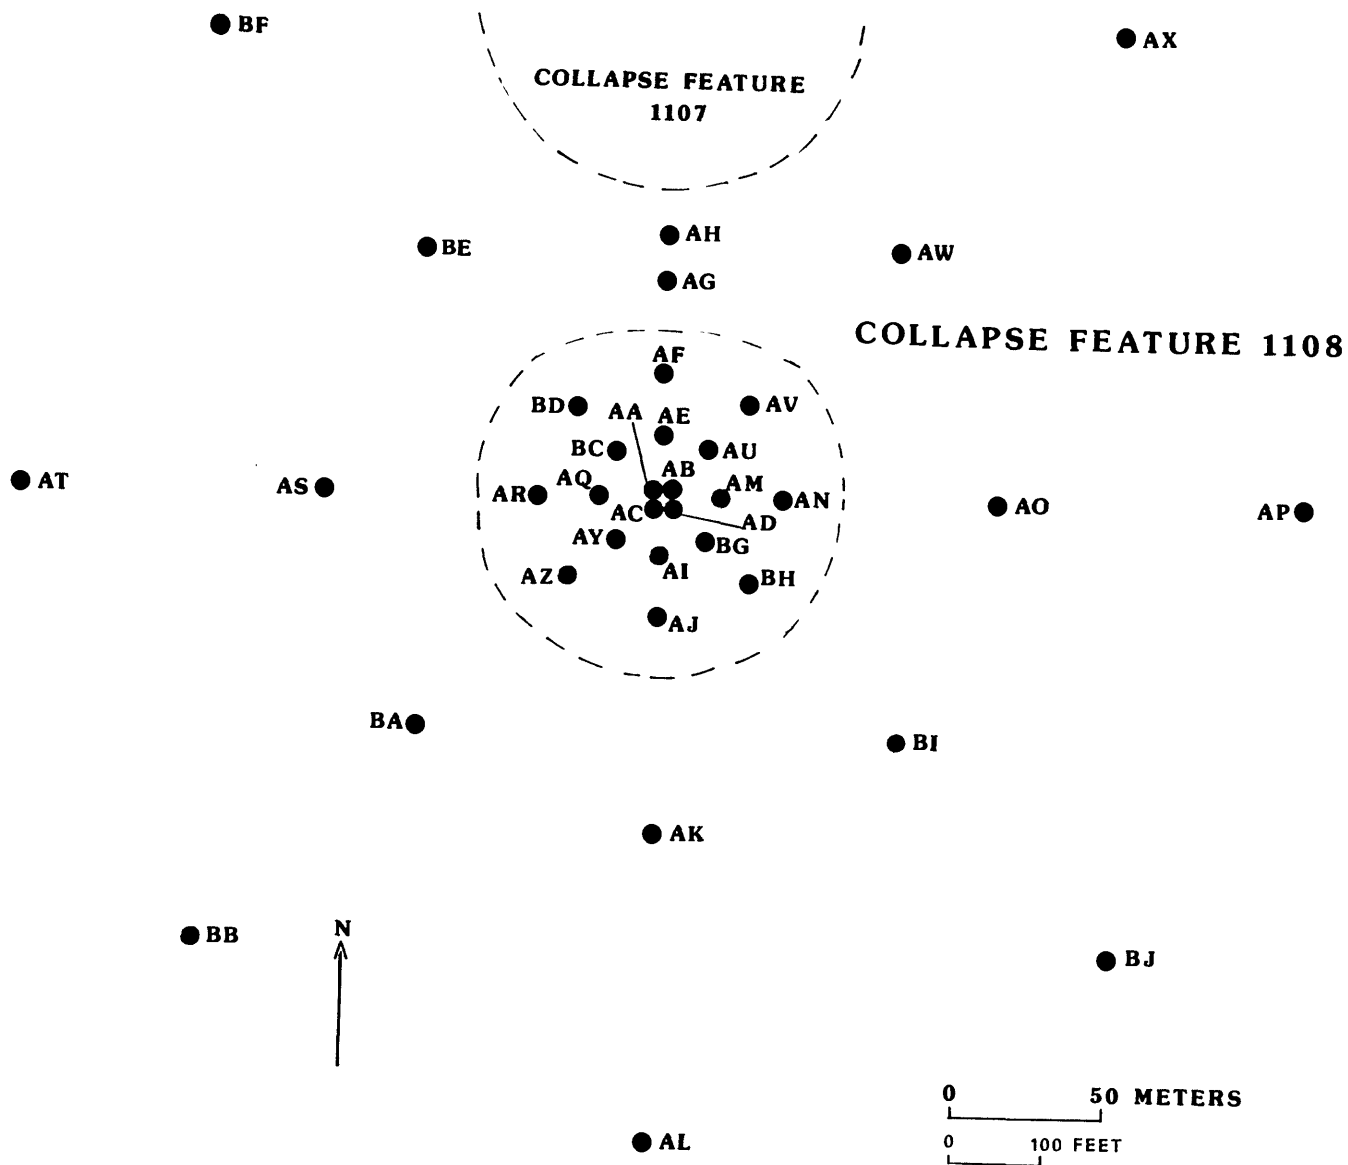 BF
AX
COLLAPSE FEATURE
1107
AH
BE
AW
AG
COLLAPSE FEATURE 1108
AF
BD
AA
AE
AV
BC
AU
AB
AT
AS
AR
AQ
AM
AN
AO
AP
AC
AD
AY
BG
AZ
AI
BH
AJ
BA
BI
AK
BB
N
BJ
0 50 METERS
0 100 FEET
AL